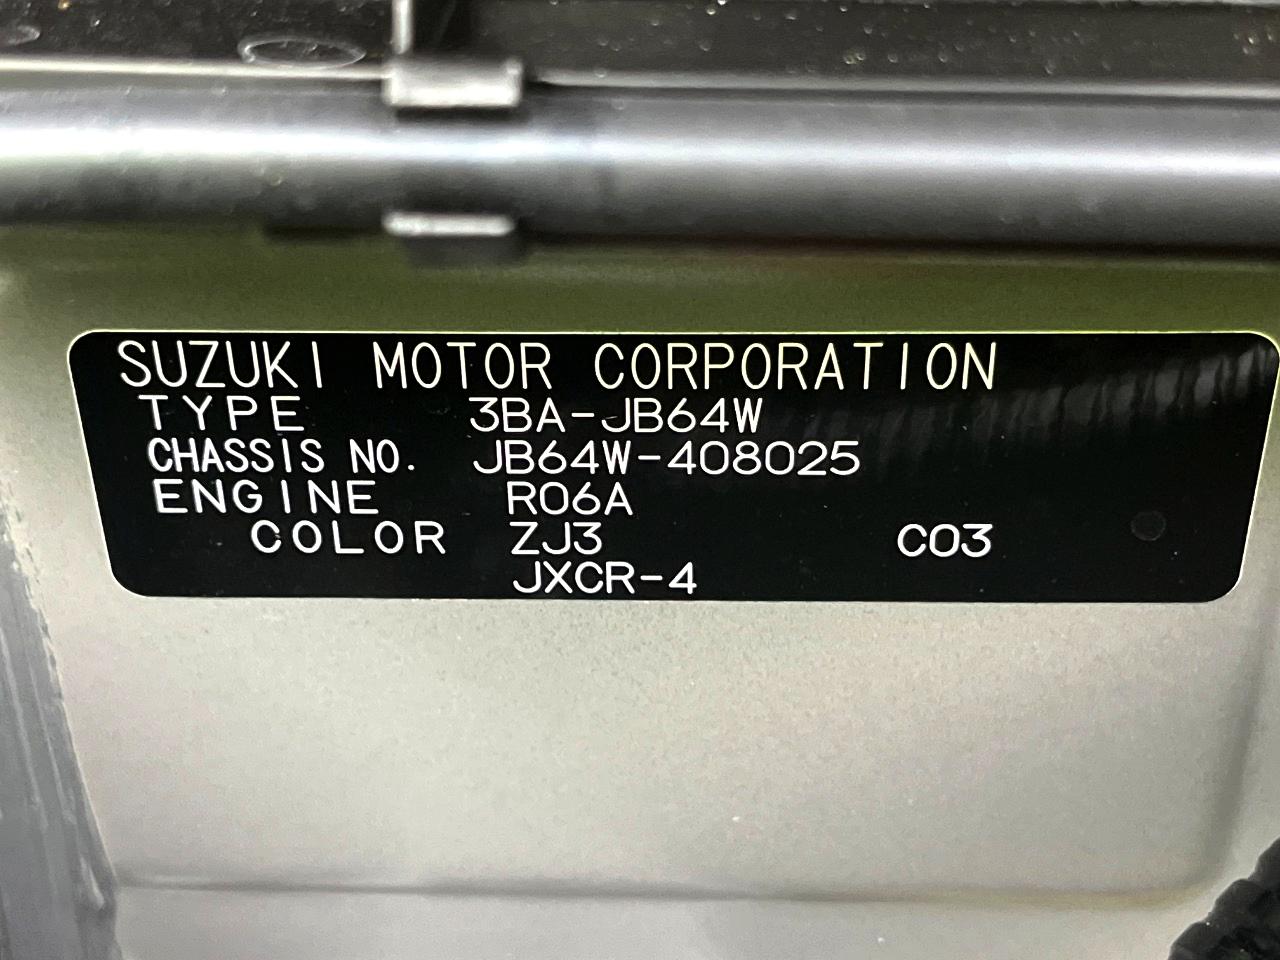 SUZUKI MOTOR CORPORATION
TYPE 3BA-JB64W
CHASSIS NO. JB64W-408025
ENGINE R06A
COLOR ZJ3 C03
JXCR-4